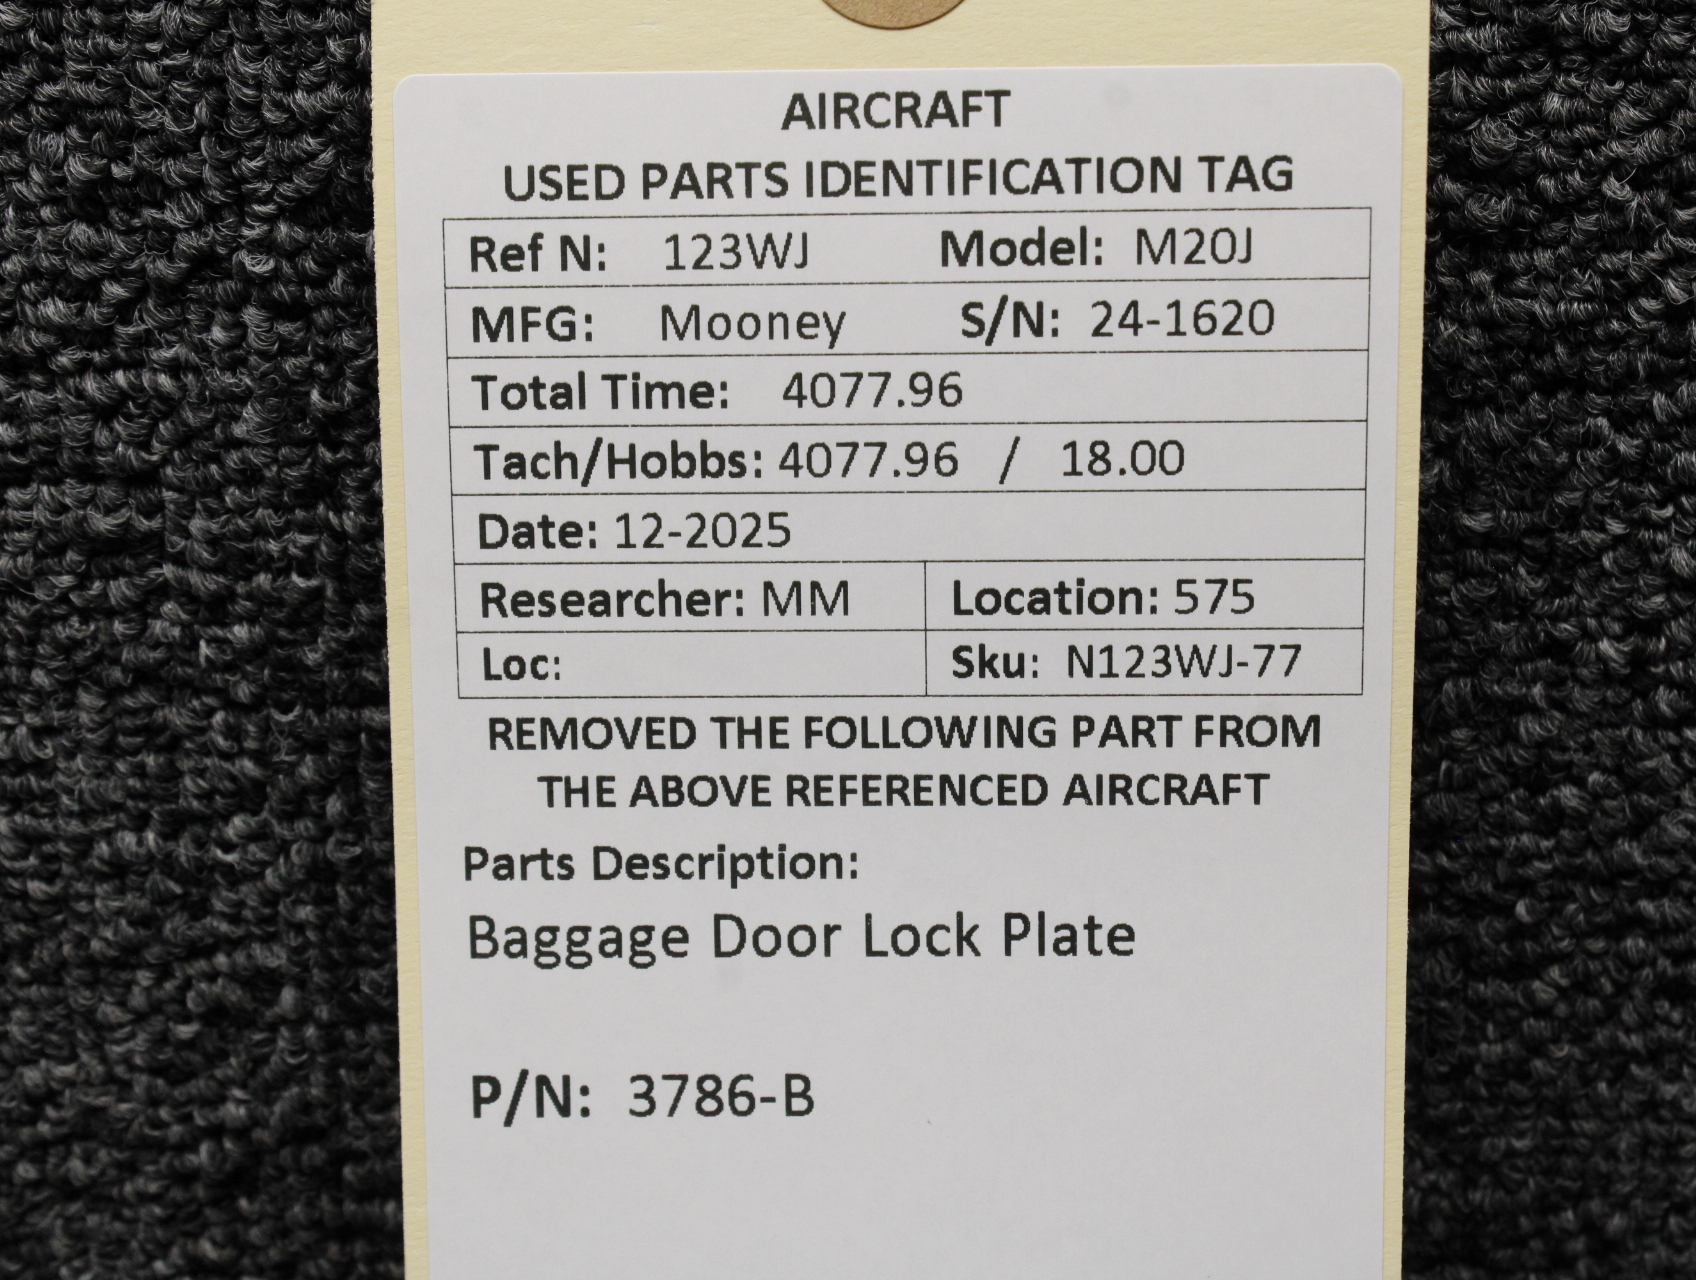 AIRCRAFT
USED PARTS IDENTIFICATION TAG
Ref N: 123WJ Model: M20J
MFG: Mooney S/N: 24-1620
Total Time: 4077.96
Tach/Hobbs: 4077.96 / 18.00
Date: 12-2025
Researcher: MM Location: 575
Loc: Sku: N123WJ-77
REMOVED THE FOLLOWING PART FROM
THE ABOVE REFERENCED AIRCRAFT
Parts Description:
Baggage Door Lock Plate
P/N: 3786-B